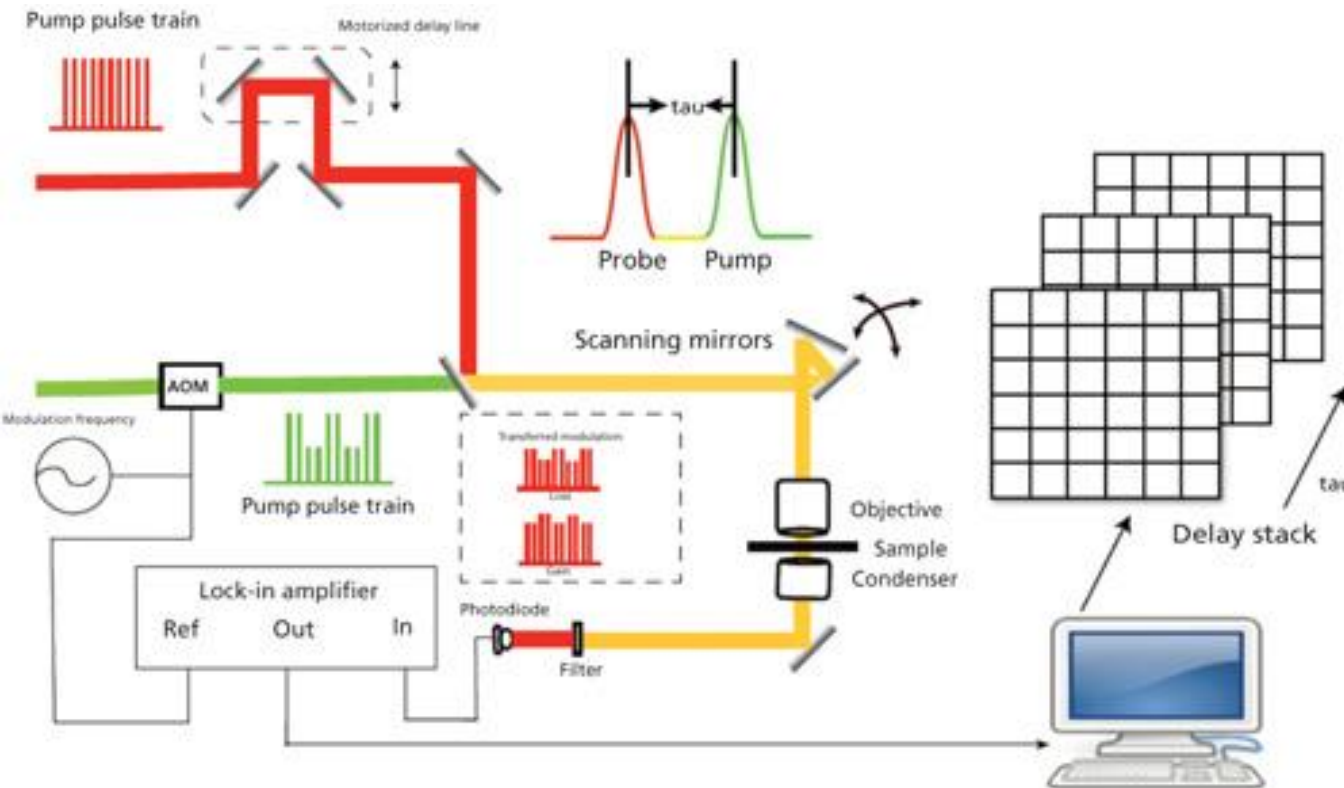 Pump pulse train
Motorized delay line
tau
Probe
Pump
Scanning mirrors
AOM
Modulation frequency
Pump pulse train
Transferred modulation
Loss
Gain
Objective
Sample
Condenser
Lock-in amplifier
Ref
Out
In
Photodiode
Filter
tau
Delay stack